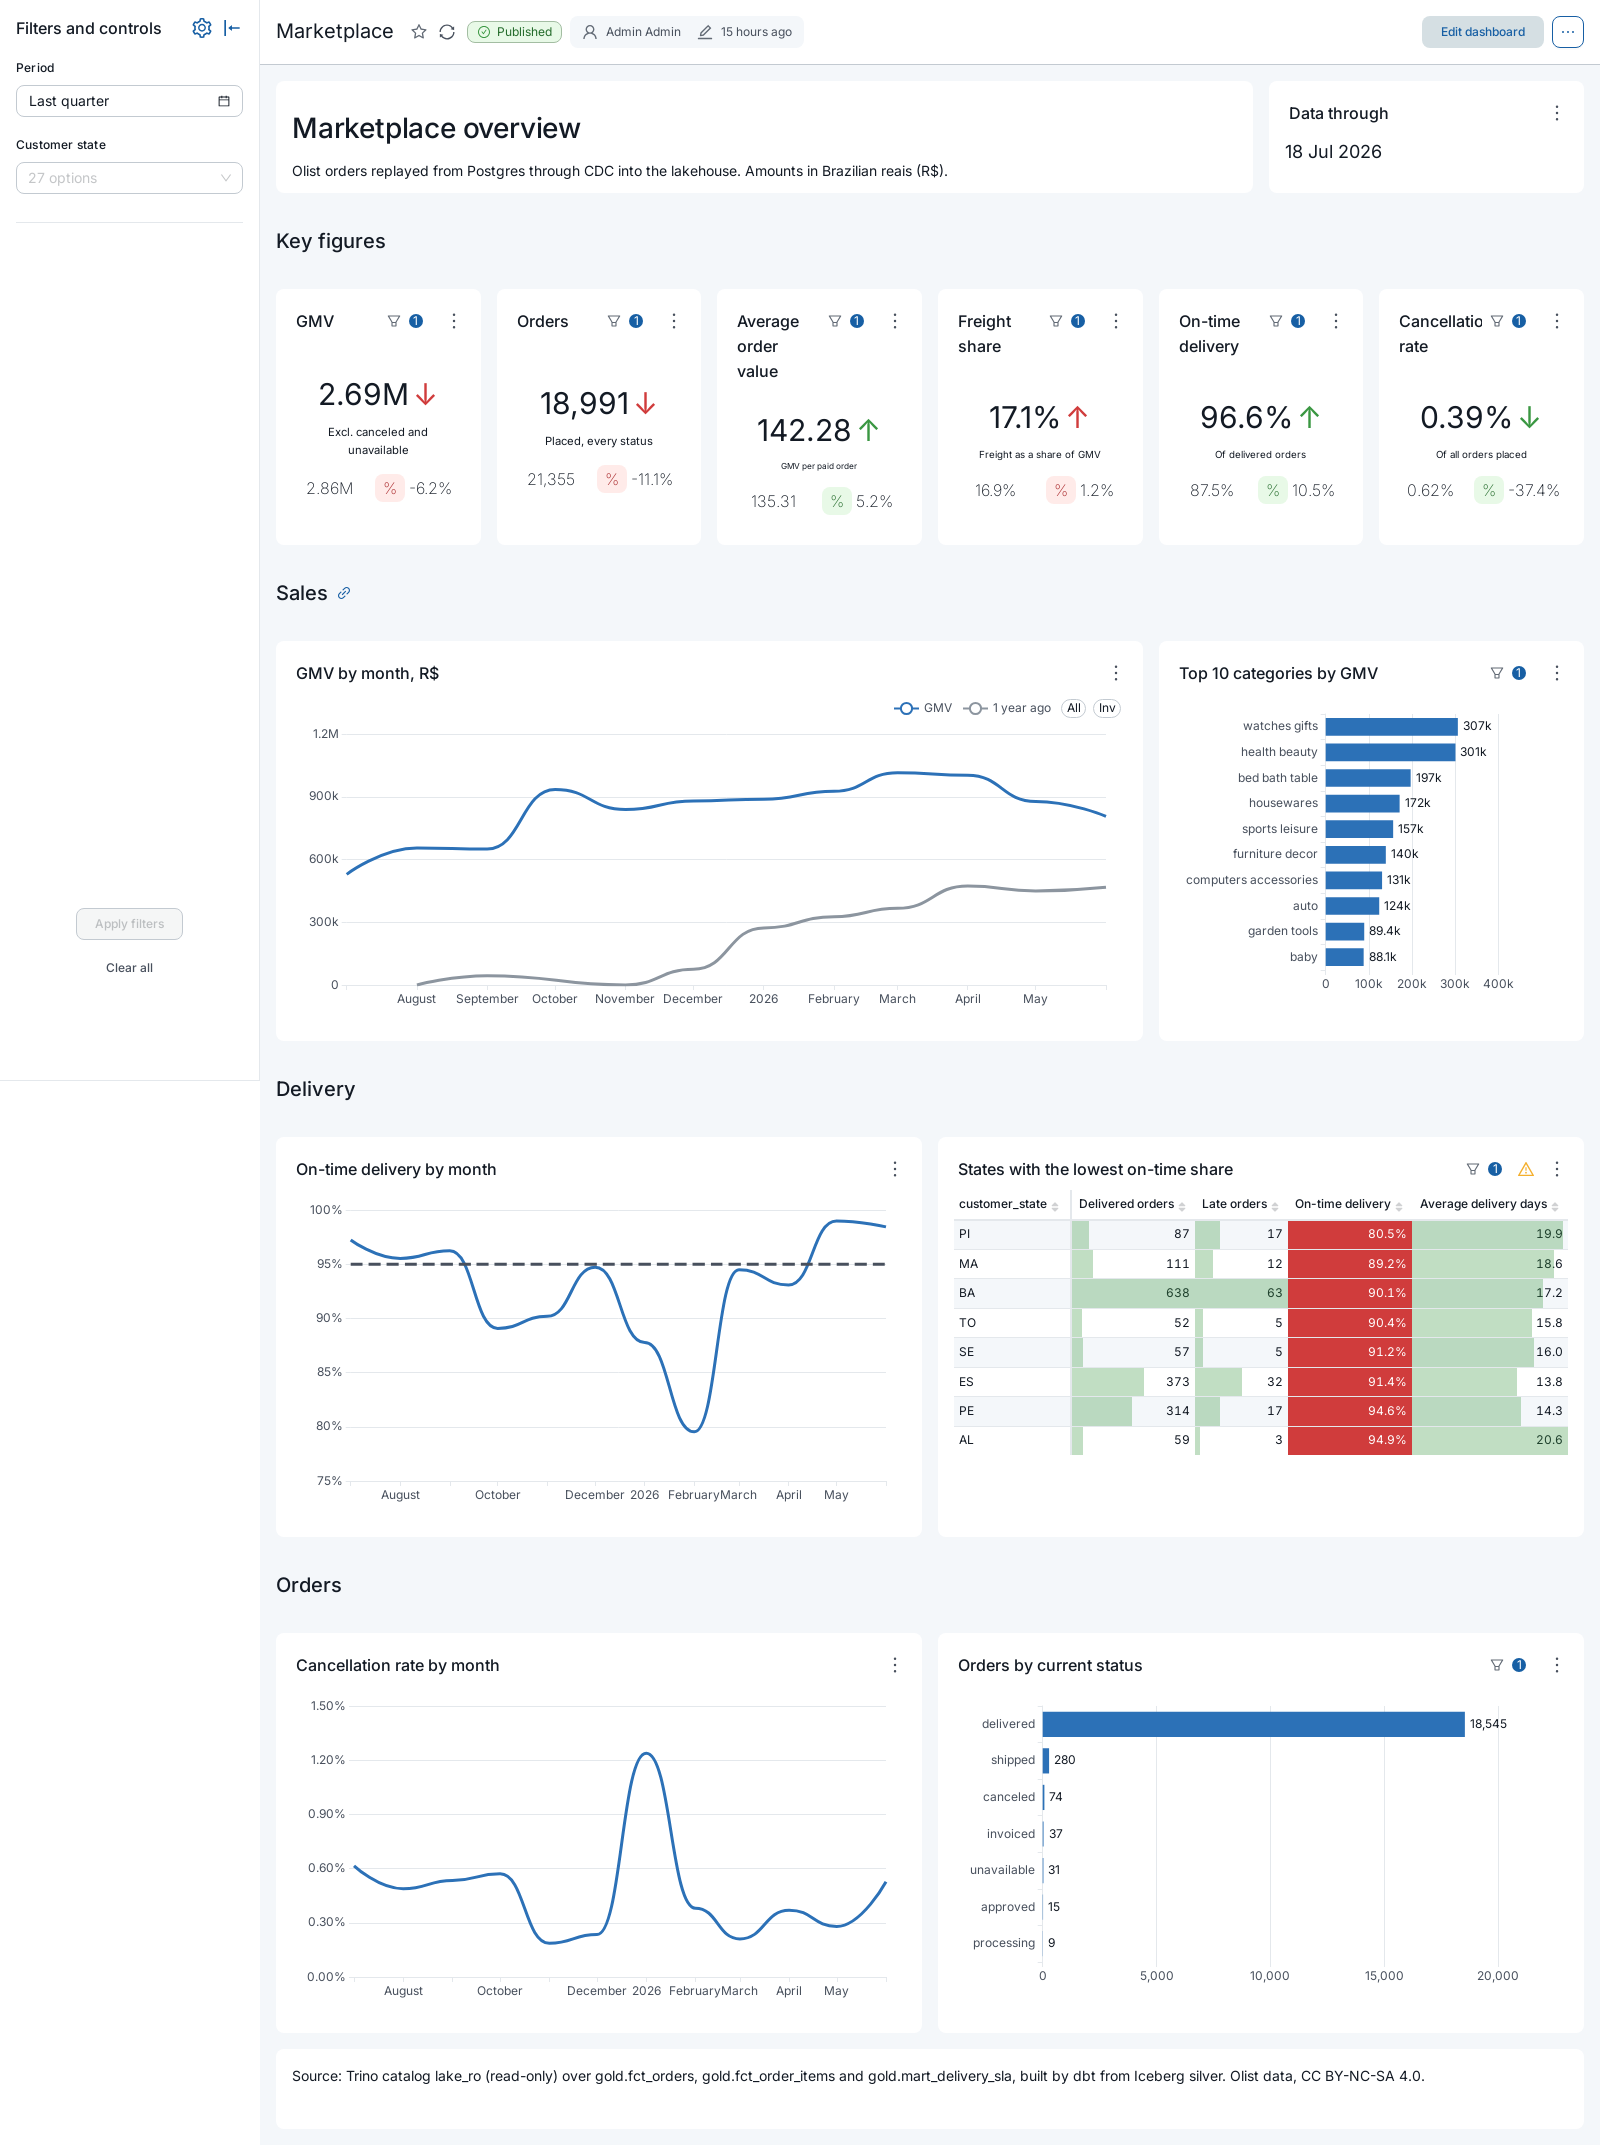 Filters and controls
Period
Last quarter
Customer state
27 options
Apply filters
Clear all
Marketplace
Published
Admin Admin
15 hours ago
Edit dashboard
Marketplace overview
Olist orders replayed from Postgres through CDC into the lakehouse. Amounts in Brazilian reais (R$).
Data through
18 Jul 2026
Key figures
GMV
1
2.69M
Excl. canceled and
unavailable
2.86M % -6.2%
Orders
1
18,991
Placed, every status
21,355 % -11.1%
Average
order
value
1
142.28
GMV per paid order
135.31 % 5.2%
Freight
share
1
17.1%
Freight as a share of GMV
16.9% % 1.2%
On-time
delivery
1
96.6%
Of delivered orders
87.5% % 10.5%
Cancellatio
rate
1
0.39%
Of all orders placed
0.62% % -37.4%
Sales
GMV by month, R$
GMV 1 year ago All Inv
1.2M
900k
600k
300k
0
August September October November December 2026 February March April May
Top 10 categories by GMV
1
watches gifts 307k
health beauty 301k
bed bath table 197k
housewares 172k
sports leisure 157k
furniture decor 140k
computers accessories 131k
auto 124k
garden tools 89.4k
baby 88.1k
0 100k 200k 300k 400k
Delivery
On-time delivery by month
100%
95%
90%
85%
80%
75%
August October December 2026 February March April May
States with the lowest on-time share
1
customer_state Delivered orders Late orders On-time delivery Average delivery days
PI 87 17 80.5% 19.9
MA 111 12 89.2% 18.6
BA 638 63 90.1% 17.2
TO 52 5 90.4% 15.8
SE 57 5 91.2% 16.0
ES 373 32 91.4% 13.8
PE 314 17 94.6% 14.3
AL 59 3 94.9% 20.6
Orders
Cancellation rate by month
1.50%
1.20%
0.90%
0.60%
0.30%
0.00%
August October December 2026 February March April May
Orders by current status
1
delivered 18,545
shipped 280
canceled 74
invoiced 37
unavailable 31
approved 15
processing 9
0 5,000 10,000 15,000 20,000
Source: Trino catalog lake_ro (read-only) over gold.fct_orders, gold.fct_order_items and gold.mart_delivery_sla, built by dbt from Iceberg silver. Olist data, CC BY-NC-SA 4.0.